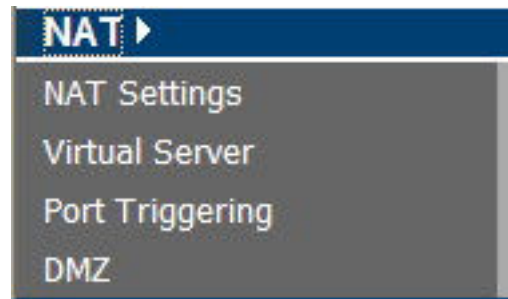 NAT
NAT Settings
Virtual Server
Port Triggering
DMZ